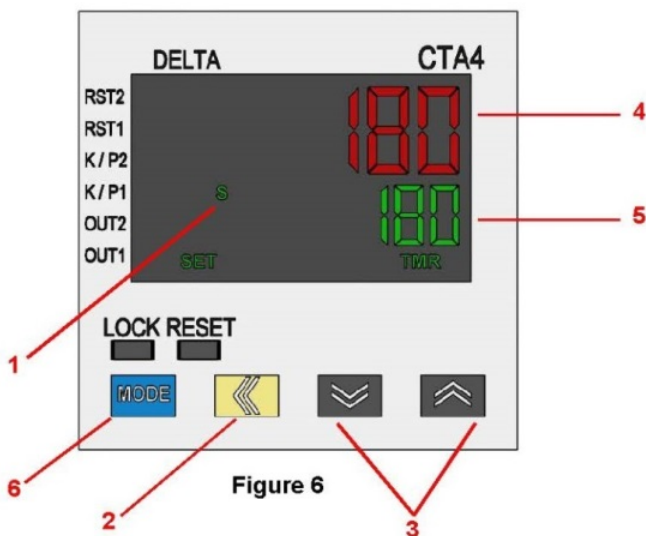 DELTA CTA4
RST2
180
4
RST1
K / P2
K / P1
S
180
5
OUT2
OUT1
SET TMR
LOCK RESET
1
MODE
6
Figure 6
2
3